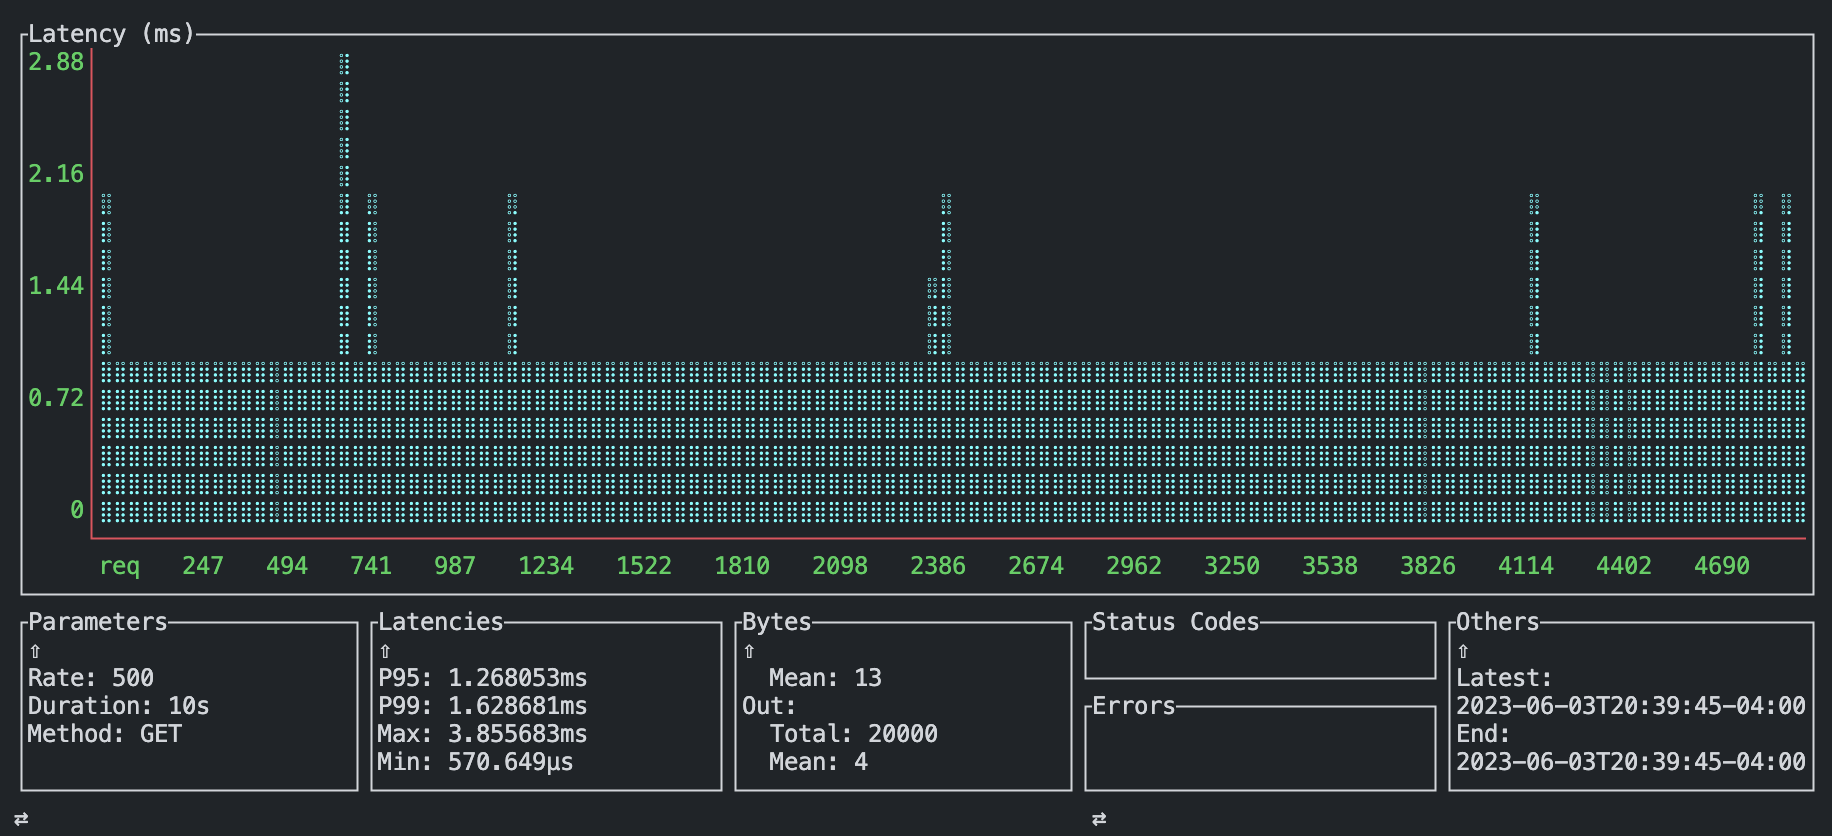 Latency (ms)
2.88
2.16
1.44
0.72
0
req 247 494 741 987 1234 1522 1810 2098 2386 2674 2962 3250 3538 3826 4114 4402 4690
Parameters
⇧
Rate: 500
Duration: 10s
Method: GET
Latencies
⇧
P95: 1.268053ms
P99: 1.628681ms
Max: 3.855683ms
Min: 570.649µs
Bytes
⇧
Mean: 13
Out:
Total: 20000
Mean: 4
Status Codes
Errors
Others
⇧
Latest:
2023-06-03T20:39:45-04:00
End:
2023-06-03T20:39:45-04:00
⇄ ⇄